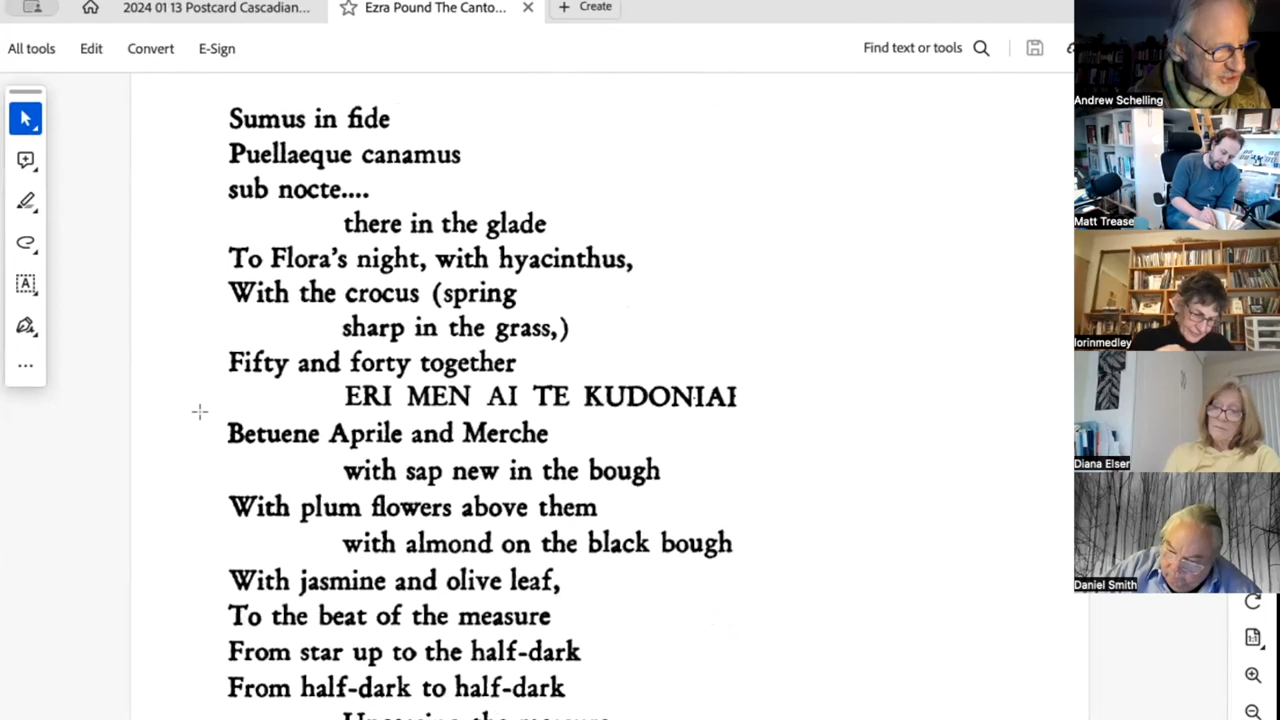 2024 01 13 Postcard Cascadian...
Ezra Pound The Canto...
Create
All tools
Edit
Convert
E-Sign
Find text or tools
Sumus in fide
Puellaeque canamus
sub nocte....
there in the glade
To Flora's night, with hyacinthus,
With the crocus (spring
sharp in the grass,)
Fifty and forty together
ERI MEN AI TE KUDONIAI
Betuene Aprile and Merche
with sap new in the bough
With plum flowers above them
with almond on the black bough
With jasmine and olive leaf,
To the beat of the measure
From star up to the half-dark
From half-dark to half-dark
the measure
Andrew Schelling
Matt Trease
lorinmedley
Diana Elser
Daniel Smith